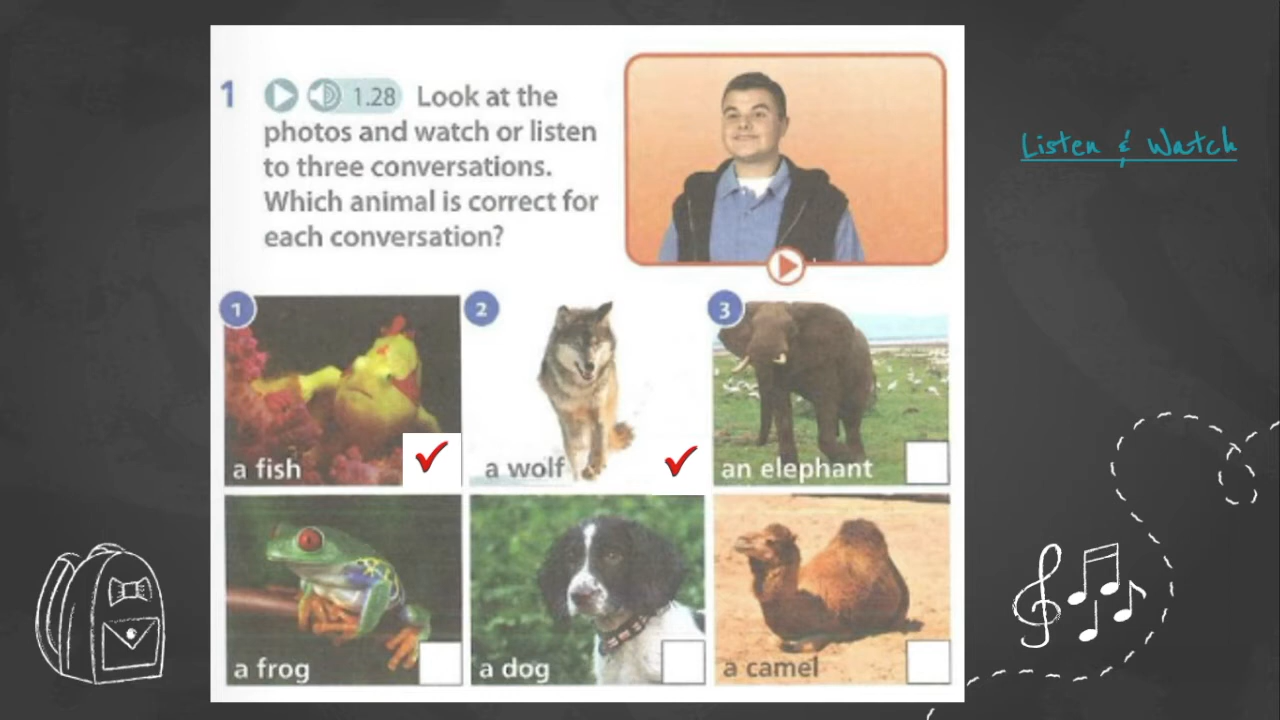 1 1.28 Look at the
photos and watch or listen
to three conversations.
Which animal is correct for
each conversation?
Listen & Watch
1 2 3
a fish a wolf an elephant
a frog a dog a camel